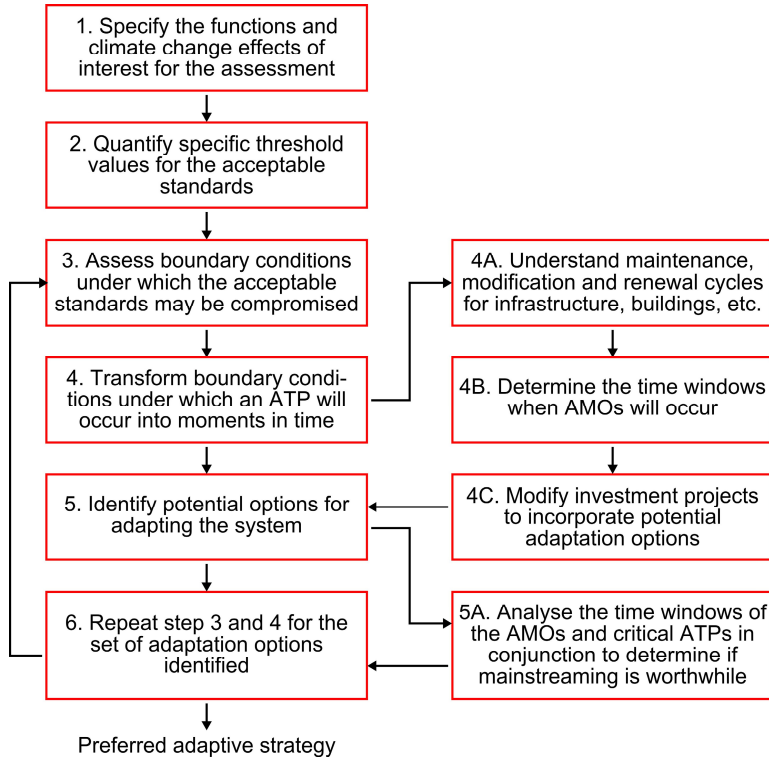 1. Specify the functions and
climate change effects of
interest for the assessment
2. Quantify specific threshold
values for the acceptable
standards
3. Assess boundary conditions
under which the acceptable
standards may be compromised
4. Transform boundary condi-
tions under which an ATP will
occur into moments in time
4A. Understand maintenance,
modification and renewal cycles
for infrastructure, buildings, etc.
4B. Determine the time windows
when AMOs will occur
4C. Modify investment projects
to incorporate potential
adaptation options
5. Identify potential options for
adapting the system
5A. Analyse the time windows of
the AMOs and critical ATPs in
conjunction to determine if
mainstreaming is worthwhile
6. Repeat step 3 and 4 for the
set of adaptation options
identified
Preferred adaptive strategy